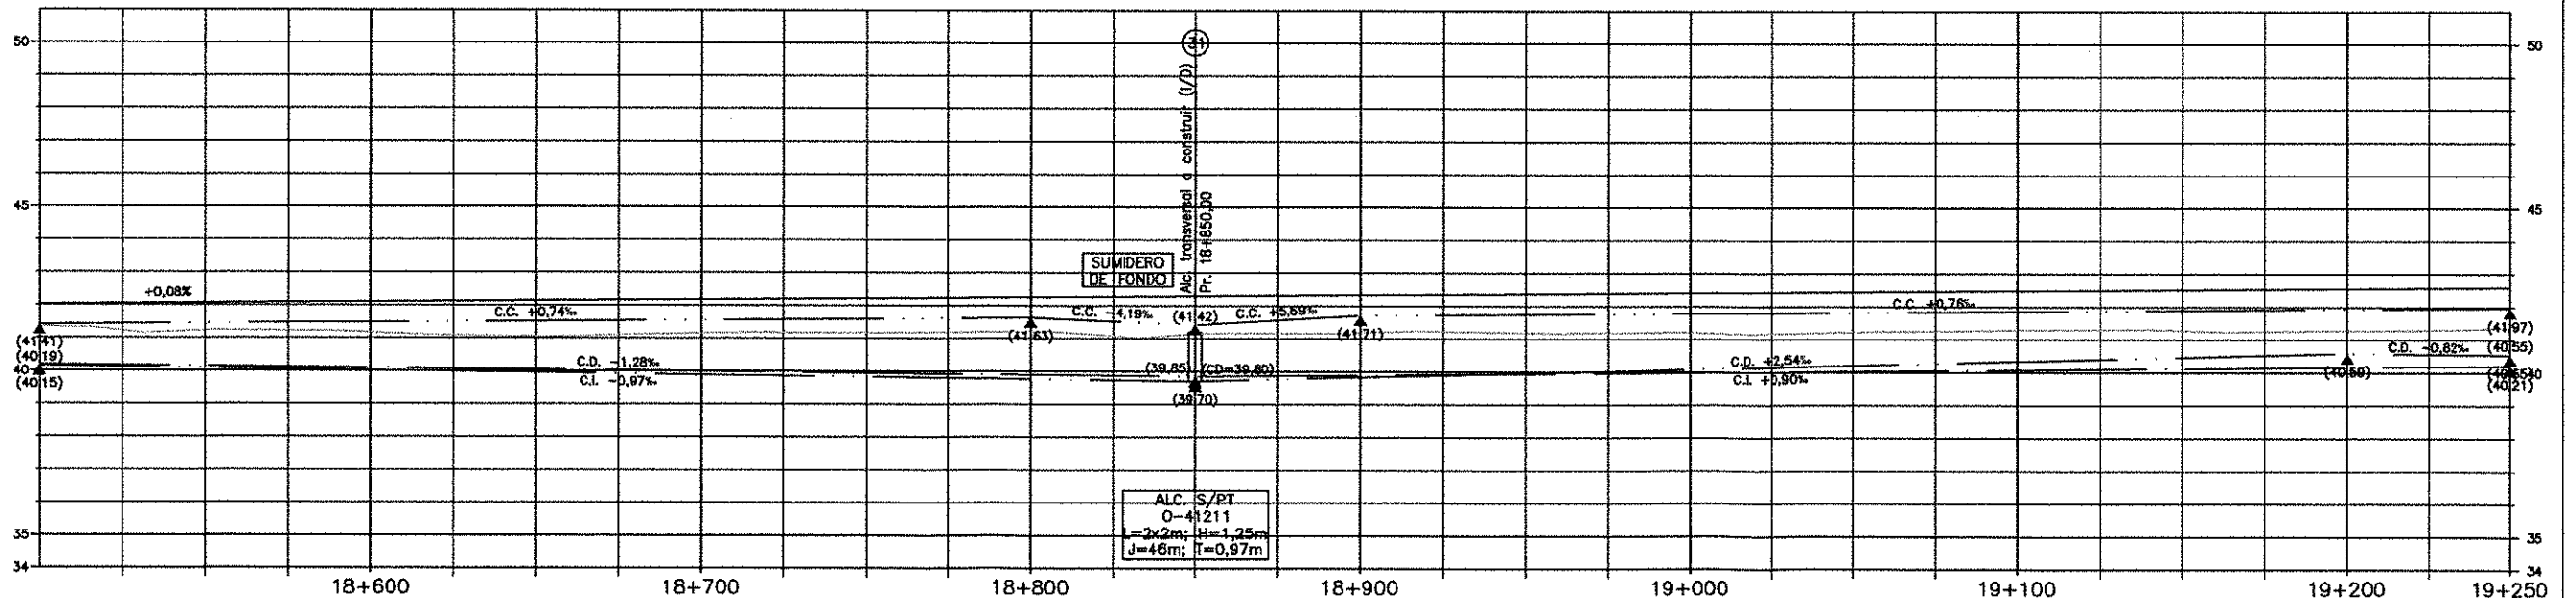 50
31
50
Alc. transversal a construir (I/D)
Pr. 18+850,00
45
45
SUMIDERO
DE FONDO
+0,08%
C.C. +0,74‰
C.C. -4,19‰
(41,42)
C.C. +5,69‰
C.C. +0,76‰
(41,41)
(41,63)
(41,71)
(41,97)
(40,19)
C.D. -1,28‰
(39,85)
(CD=39,80)
C.D. +2,54‰
C.D. -0,82‰
(40,55)
40
(40,15)
C.I. -0,97‰
C.I. +0,90‰
(40,59)
40
(39,70)
(40,21)
ALC. S/PT
O-41211
L=2x2m; H=1,25m
J=46m; T=0,97m
35
35
34
34
18+600
18+700
18+800
18+900
19+000
19+100
19+200
19+250